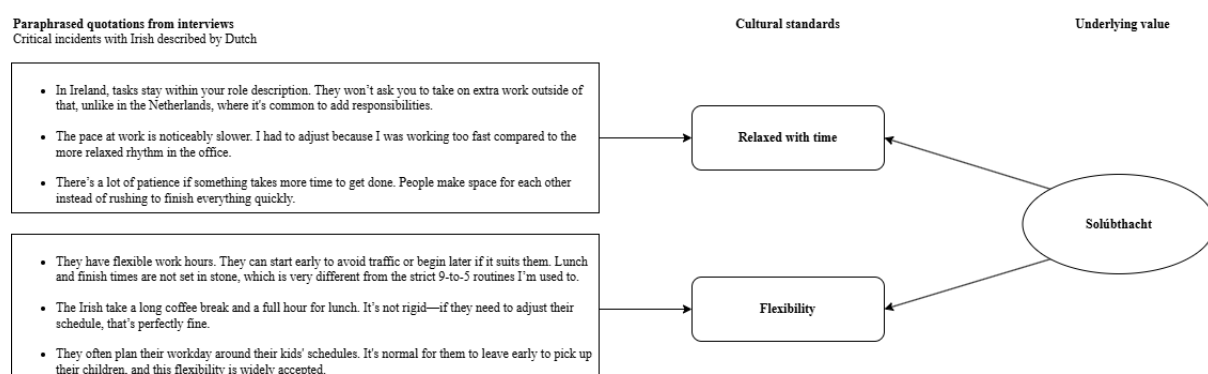 Paraphrased quotations from interviews
Critical incidents with Irish described by Dutch
Cultural standards
Underlying value
• In Ireland, tasks stay within your role description. They won’t ask you to take on extra work outside of
that, unlike in the Netherlands, where it's common to add responsibilities.
• The pace at work is noticeably slower. I had to adjust because I was working too fast compared to the
more relaxed rhythm in the office.
• There’s a lot of patience if something takes more time to get done. People make space for each other
instead of rushing to finish everything quickly.
Relaxed with time
Solúbthacht
• They have flexible work hours. They can start early to avoid traffic or begin later if it suits them. Lunch
and finish times are not set in stone, which is very different from the strict 9-to-5 routines I’m used to.
• The Irish take a long coffee break and a full hour for lunch. It’s not rigid—if they need to adjust their
schedule, that’s perfectly fine.
• They often plan their workday around their kids' schedules. It's normal for them to leave early to pick up
their children, and this flexibility is widely accepted.
Flexibility